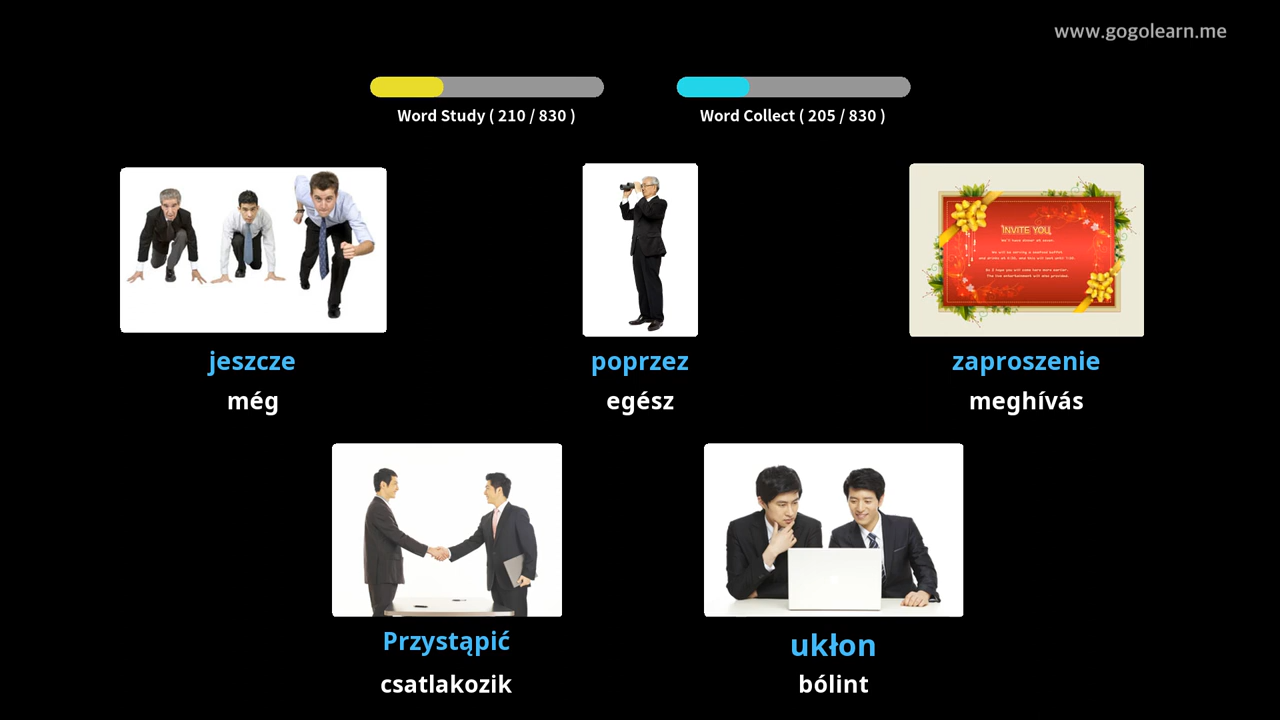 www.gogolearn.me
Word Study ( 210 / 830 )
Word Collect ( 205 / 830 )
INVITE YOU
jeszcze
poprzez
zaproszenie
még
egész
meghívás
Przystąpić
ukłon
csatlakozik
bólint